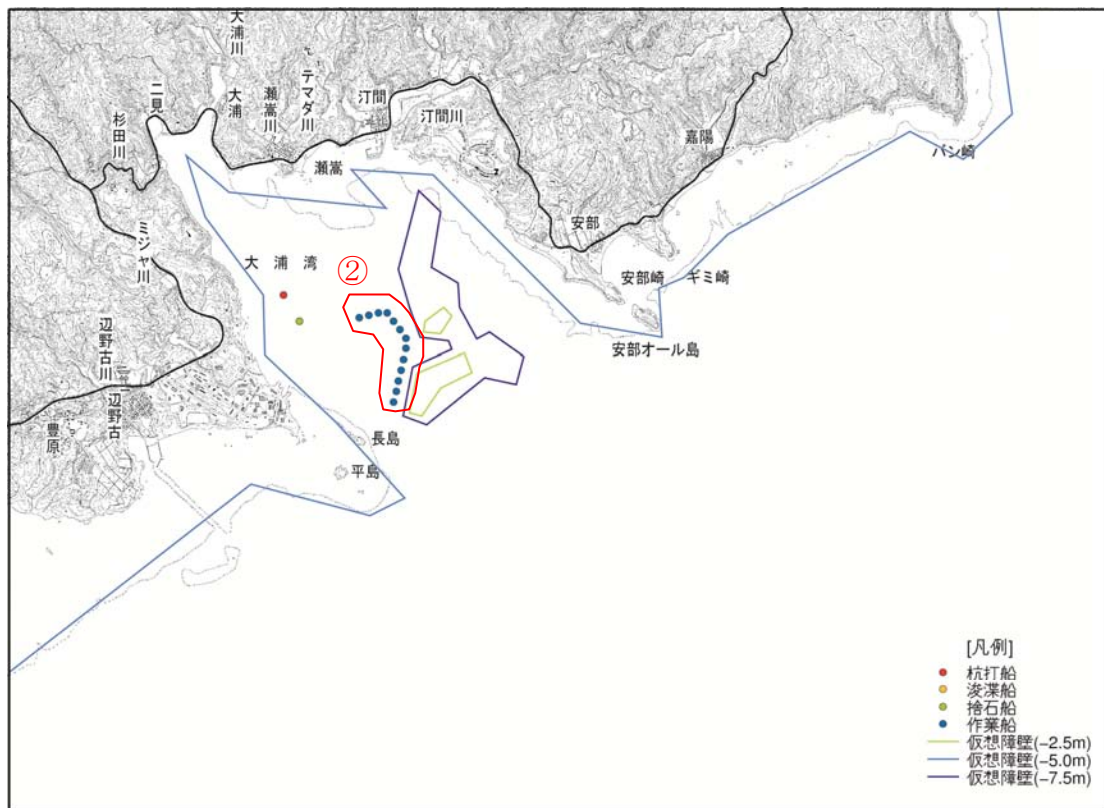 大浦川
二見
杉田川
大浦
瀬嵩川
テマダ川
汀間
汀間川
瀬嵩
嘉陽
バン崎
安部
ミジャ川
大浦湾
②
安部崎
ギミ崎
安部オール島
辺野古川
辺野古
豊原
長島
平島
[凡例]
杭打船
浚渫船
捨石船
作業船
仮想障壁(-2.5m)
仮想障壁(-5.0m)
仮想障壁(-7.5m)